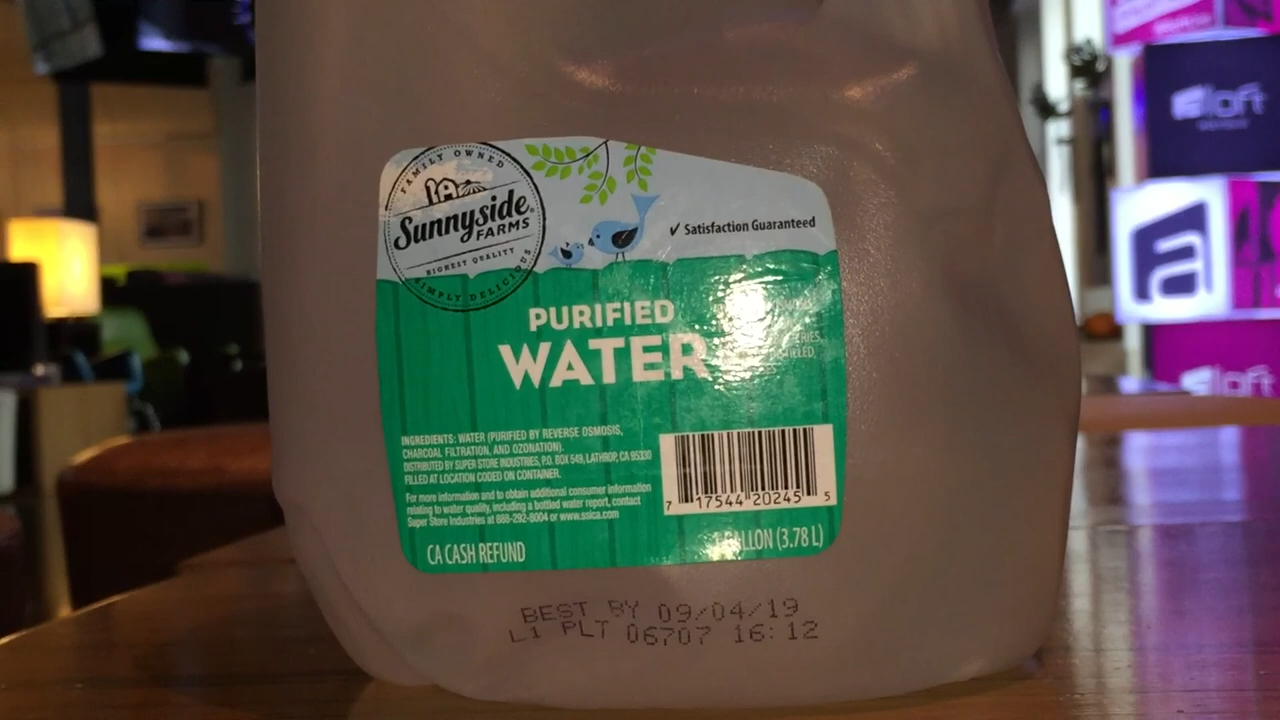 FAMILY OWNED
Sunnyside
FARMS
HIGHEST QUALITY
SIMPLY DELICIOUS
✓ Satisfaction Guaranteed
PURIFIED
WATER
INGREDIENTS: WATER (PURIFIED BY REVERSE OSMOSIS,
CHARCOAL FILTRATION, AND OZONATION).
DISTRIBUTED BY SUPER STORE INDUSTRIES, P.O. BOX 549, LATHROP, CA 95330
FILLED AT LOCATION CODED ON CONTAINER.
For more information and to obtain additional consumer information
relating to water quality, including a bottled water report, contact
Super Store Industries at 888-292-8004 or www.ssica.com
7 17544 20245 5
CA CASH REFUND
GALLON (3.78 L)
BEST BY 09/04/19
L1 PLT 06707 16:12
aloft
a
aloft